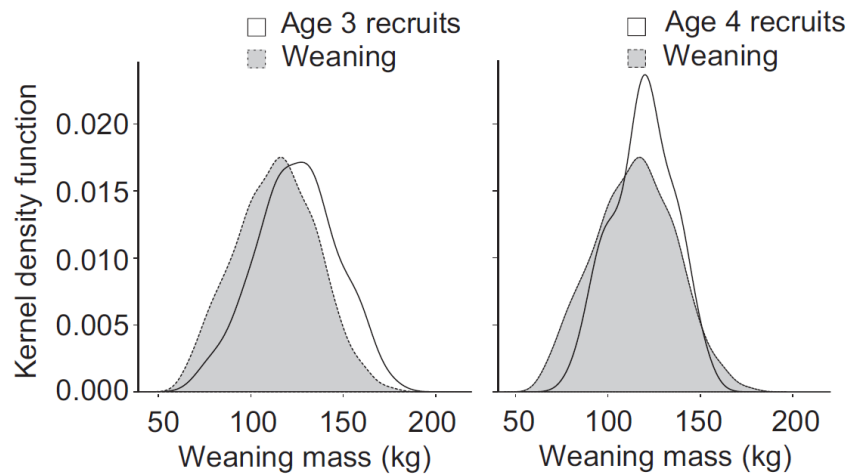 Age 3 recruits
Weaning
Age 4 recruits
Weaning
Kernel density function
0.020
0.015
0.010
0.005
0.000
50 100 150 200
50 100 150 200
Weaning mass (kg)
Weaning mass (kg)